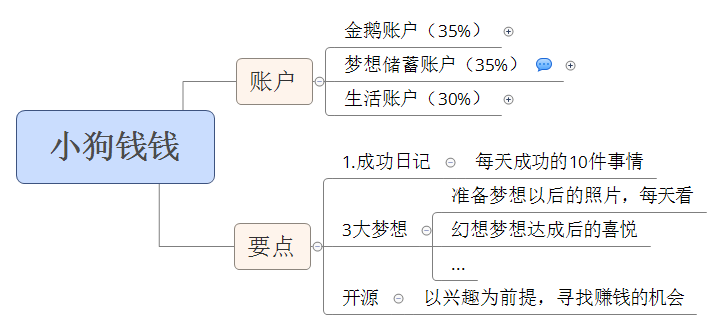 小狗钱钱
账户
金鹅账户（35%）
梦想储蓄账户（35%）
生活账户（30%）
要点
1.成功日记
每天成功的10件事情
3大梦想
准备梦想以后的照片，每天看
幻想梦想达成后的喜悦
...
开源
以兴趣为前提，寻找赚钱的机会